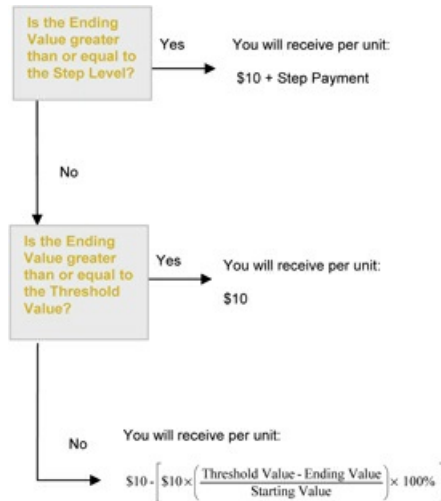 Is the Ending
Value greater
than or equal to
the Step Level?
Yes
You will receive per unit:
$10 + Step Payment
No
Is the Ending
Value greater
than or equal to
the Threshold
Value?
Yes
You will receive per unit:
$10
No
You will receive per unit:
$10 - [$10 × (Threshold Value - Ending Value / Starting Value) × 100%